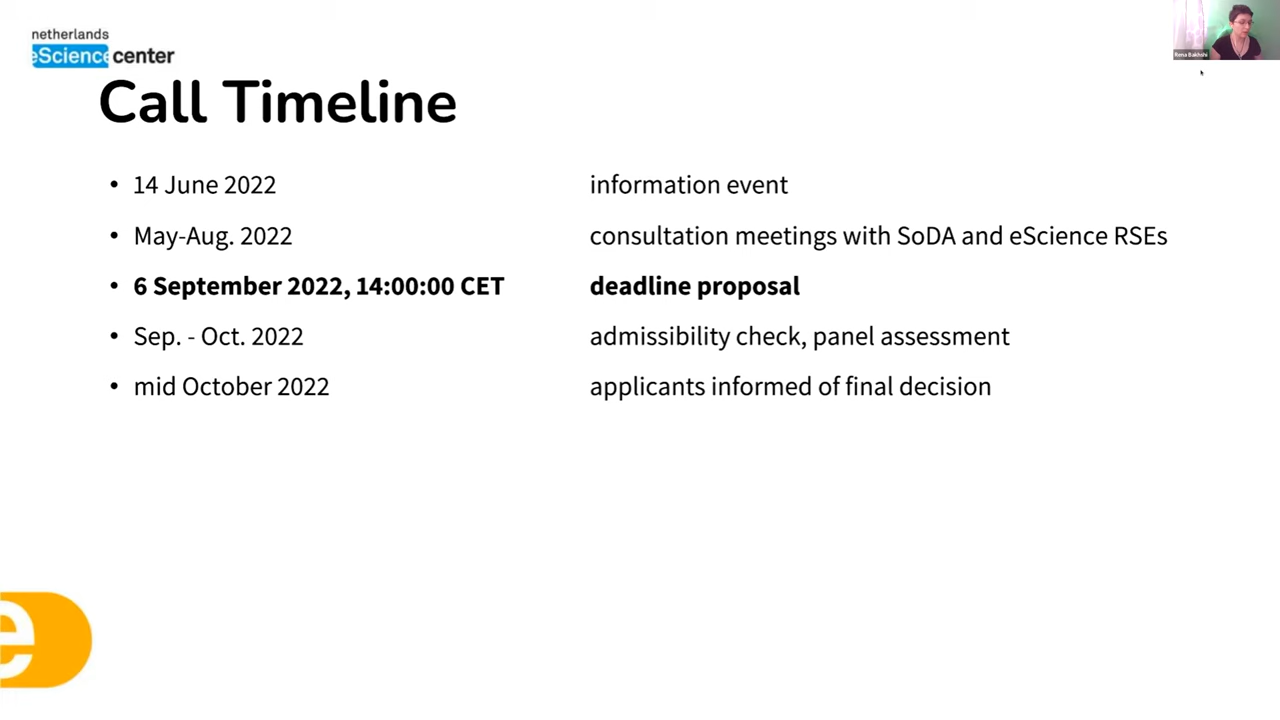 netherlands
eScience center
Rena Bakhshi
Call Timeline
• 14 June 2022 information event
• May-Aug. 2022 consultation meetings with SoDA and eScience RSEs
• 6 September 2022, 14:00:00 CET deadline proposal
• Sep. - Oct. 2022 admissibility check, panel assessment
• mid October 2022 applicants informed of final decision
e